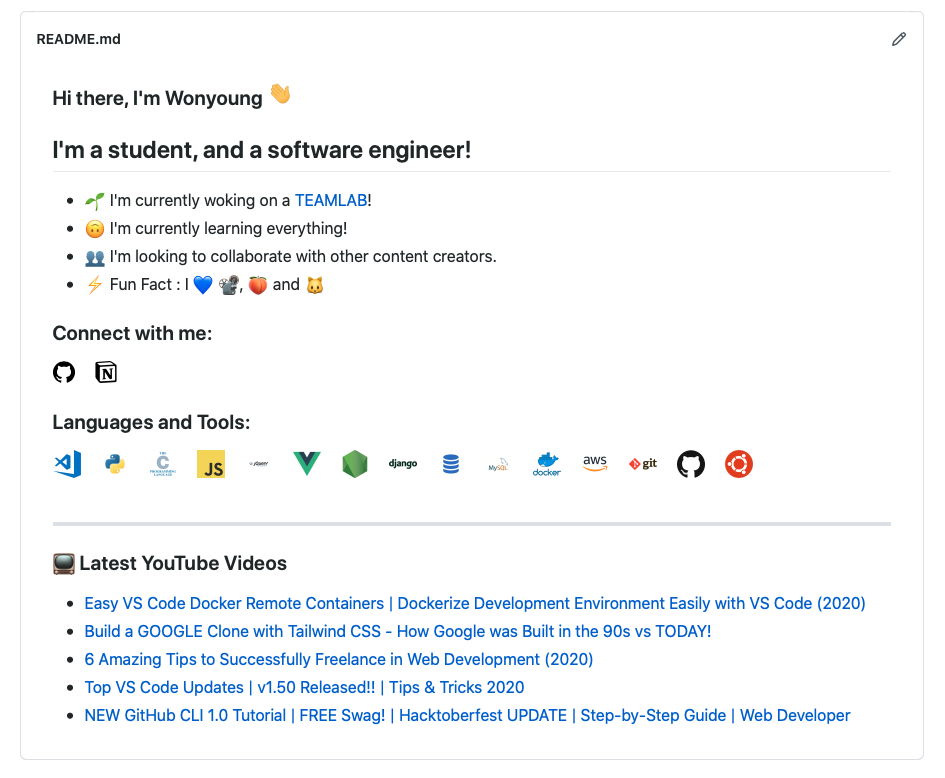 README.md
Hi there, I'm Wonyoung 👋
I'm a student, and a software engineer!
🌱 I'm currently woking on a TEAMLAB!
🙃 I'm currently learning everything!
👥 I'm looking to collaborate with other content creators.
⚡ Fun Fact : I 💙 📽, 🍑 and 🐱
Connect with me:
N
Languages and Tools:
THE C PROGRAMMING LANGUAGE JS jQuery django MySQL docker aws git
📺 Latest YouTube Videos
Easy VS Code Docker Remote Containers | Dockerize Development Environment Easily with VS Code (2020)
Build a GOOGLE Clone with Tailwind CSS - How Google was Built in the 90s vs TODAY!
6 Amazing Tips to Successfully Freelance in Web Development (2020)
Top VS Code Updates | v1.50 Released!! | Tips & Tricks 2020
NEW GitHub CLI 1.0 Tutorial | FREE Swag! | Hacktoberfest UPDATE | Step-by-Step Guide | Web Developer